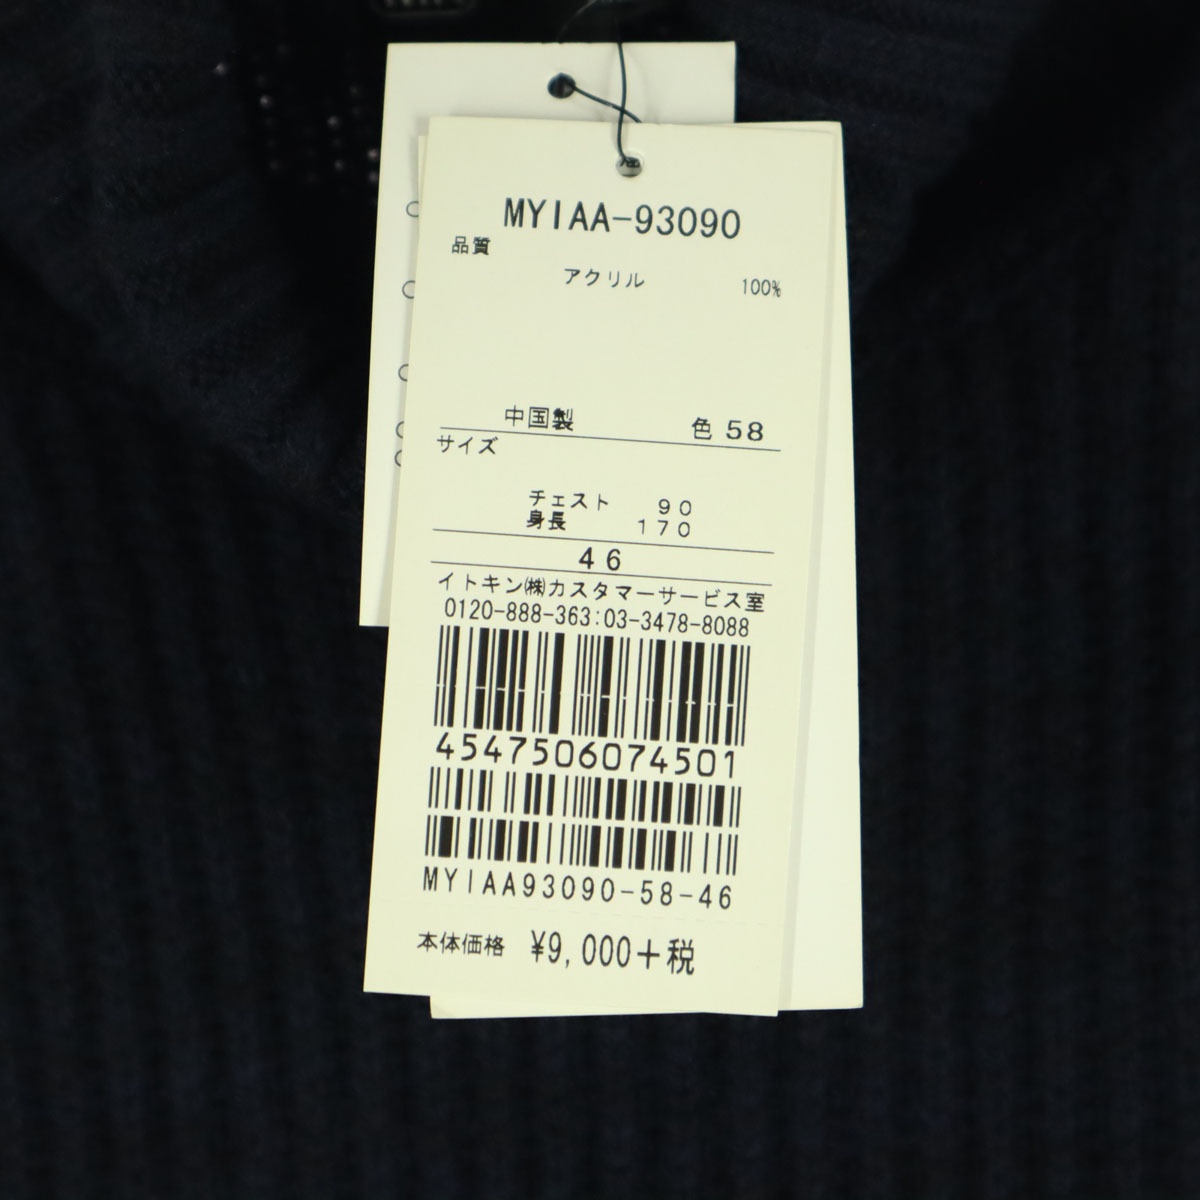 MYIAA-93090
品質
アクリル 100%
中国製 色 58
サイズ
チェスト 90
身長 170
46
イトキン㈱カスタマーサービス室
0120-888-363:03-3478-8088
4547506074501
MYIAA93090-58-46
本体価格 ¥9,000+税